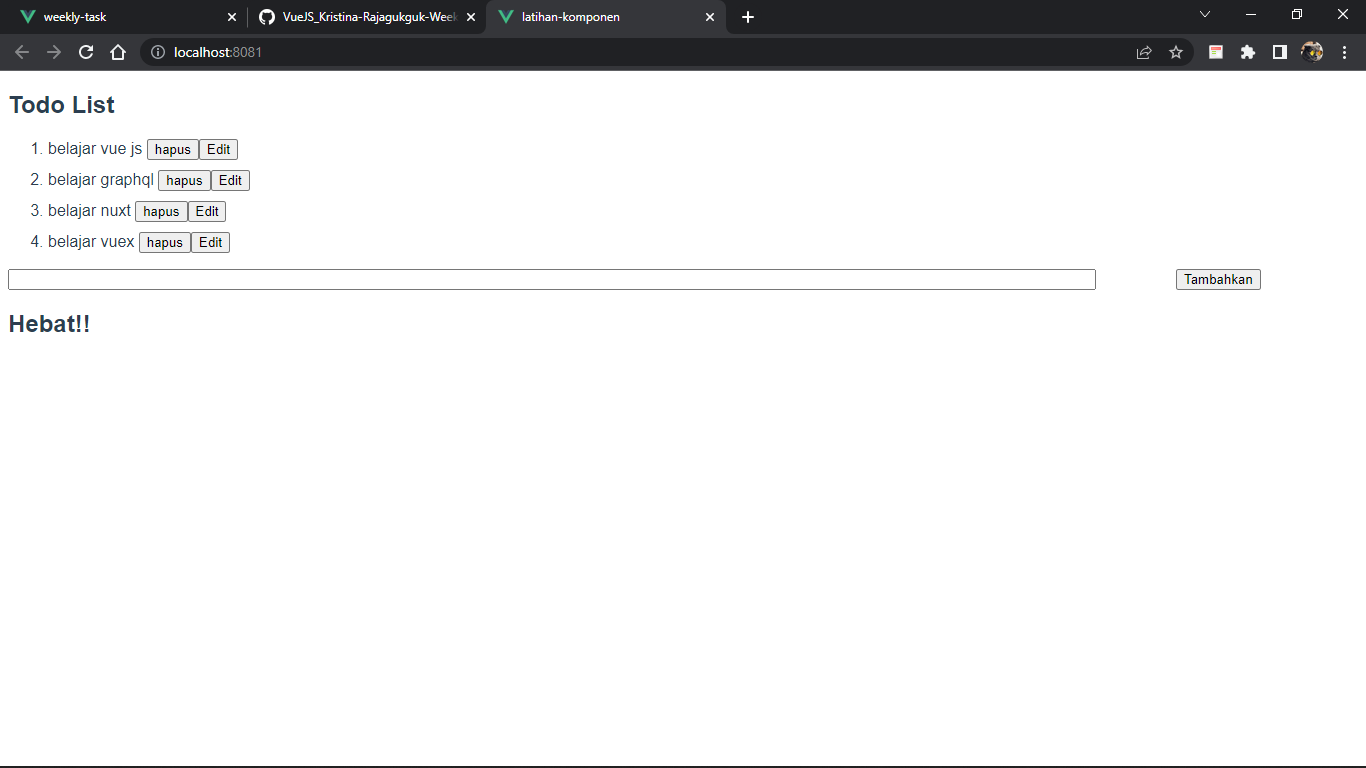 weekly-task
VueJS_Kristina-Rajagukguk-Week
latihan-komponen
localhost:8081
Todo List
1. belajar vue js hapus Edit
2. belajar graphql hapus Edit
3. belajar nuxt hapus Edit
4. belajar vuex hapus Edit
Tambahkan
Hebat!!